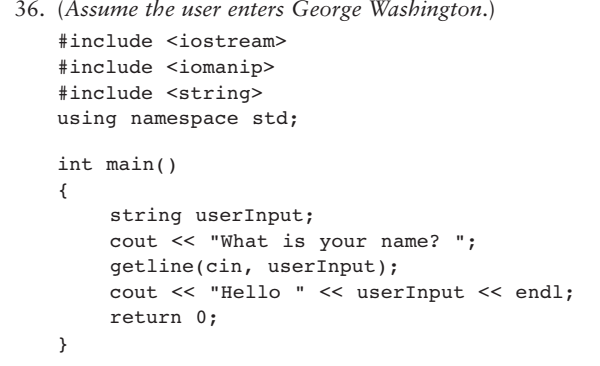 36. (Assume the user enters George Washington.)
#include <iostream>
#include <iomanip>
#include <string>
using namespace std;
int main()
{
string userInput;
cout << "What is your name? ";
getline(cin, userInput);
cout << "Hello " << userInput << endl;
return 0;
}